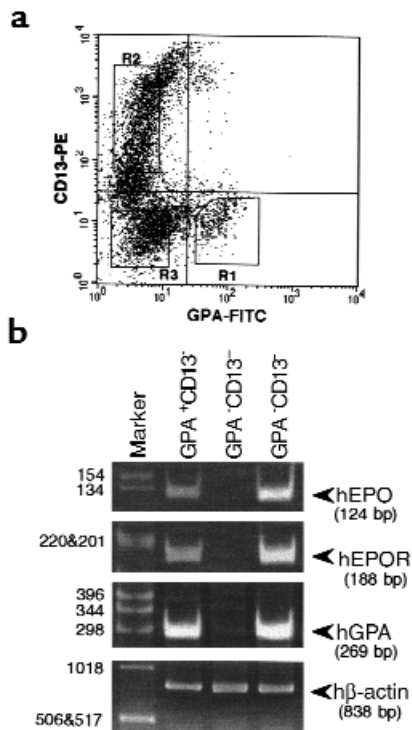 a
10⁴
10³
10²
10¹
10⁰
CD13-PE
R2
R3
R1
10⁰ 10¹ 10² 10³ 10⁴
GPA-FITC
b
Marker
GPA⁺CD13⁻
GPA⁻CD13⁻
GPA⁻CD13⁻
154
134
hEPO
(124 bp)
220&201
hEPOR
(188 bp)
396
344
298
hGPA
(269 bp)
1018
506&517
hβ-actin
(838 bp)